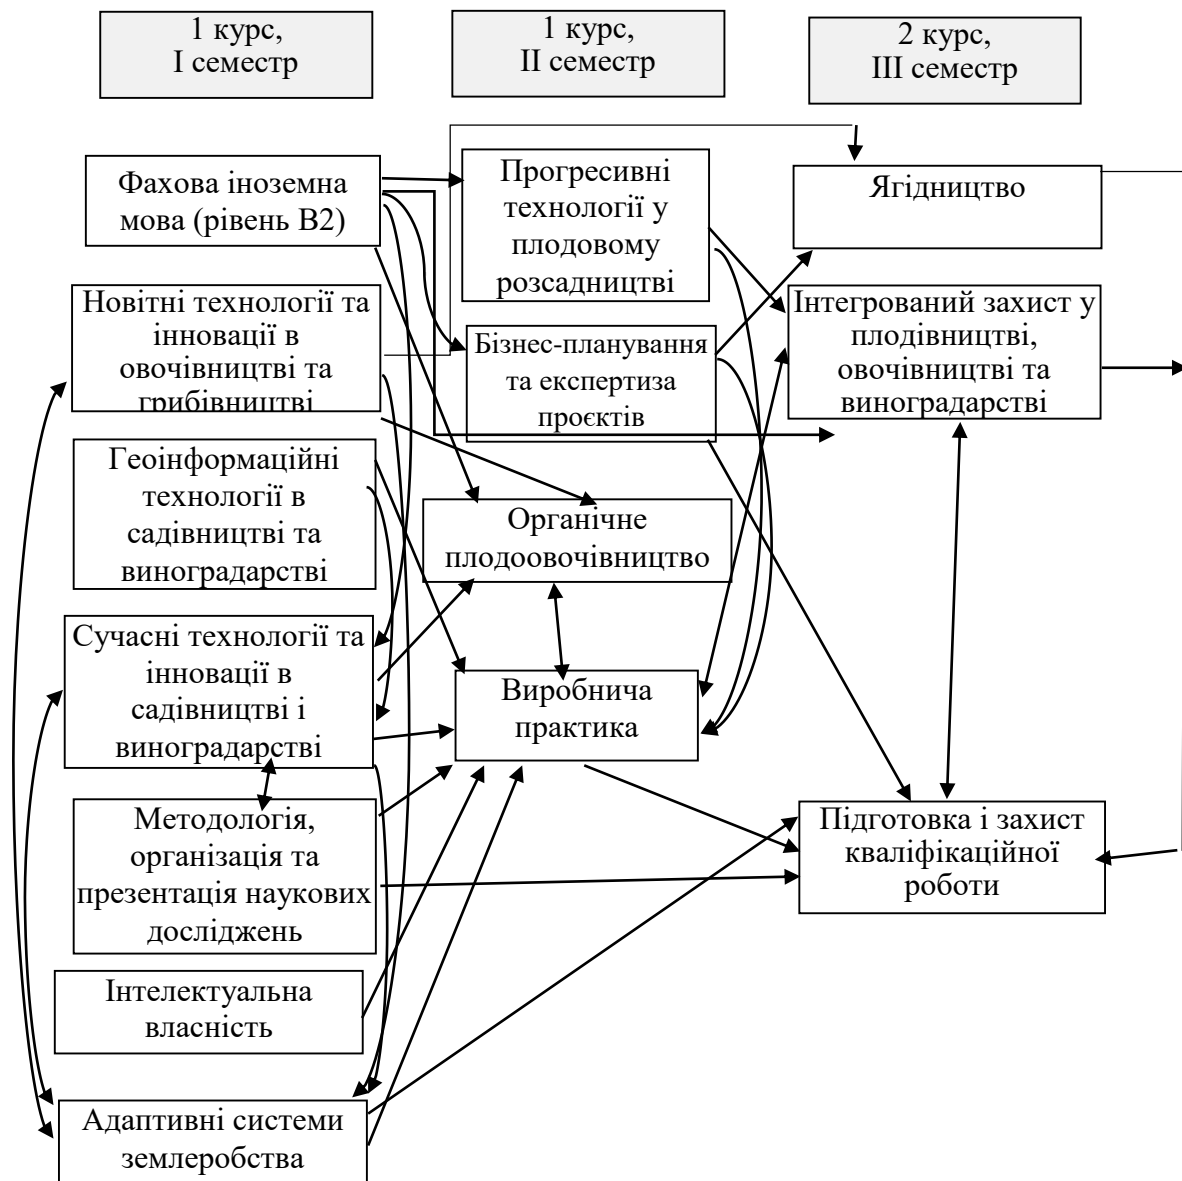 1 курс,
І семестр
1 курс,
ІІ семестр
2 курс,
ІІІ семестр
Фахова іноземна
мова (рівень В2)
Новітні технології та
інновації в
овочівництві та
грибівництві
Геоінформаційні
технології в
садівництві та
виноградарстві
Сучасні технології та
інновації в
садівництві і
виноградарстві
Методологія,
організація та
презентація наукових
досліджень
Інтелектуальна
власність
Адаптивні системи
землеробства
Прогресивні
технології у
плодовому
розсадництві
Бізнес-планування
та експертиза
проєктів
Органічне
плодоовочівництво
Виробнича
практика
Ягідництво
Інтегрований захист у
плодівництві,
овочівництві та
виноградарстві
Підготовка і захист
кваліфікаційної
роботи